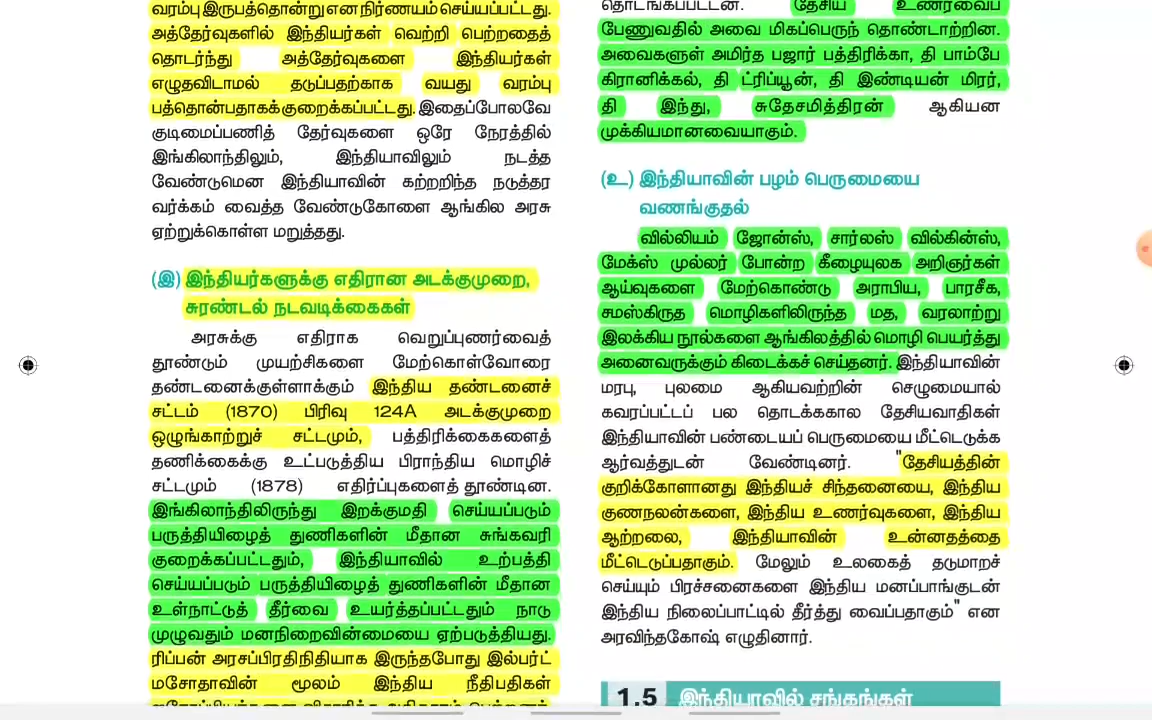 வரம்பு இருபத்தொன்று என நிர்ணயம் செய்யப்பட்டது.
அத்தேர்வுகளில் இந்தியர்கள் வெற்றி பெற்றதைத்
தொடர்ந்து அத்தேர்வுகளை இந்தியர்கள்
எழுதவிடாமல் தடுப்பதற்காக வயது வரம்பு
பத்தொன்பதாகக்குறைக்கப்பட்டது. இதைப்போலவே
குடிமைப்பணித் தேர்வுகளை ஒரே நேரத்தில்
இங்கிலாந்திலும், இந்தியாவிலும் நடத்த
வேண்டுமென இந்தியாவின் கற்றறிந்த நடுத்தர
வர்க்கம் வைத்த வேண்டுகோளை ஆங்கில அரசு
ஏற்றுக்கொள்ள மறுத்தது.
(இ) இந்தியர்களுக்கு எதிரான அடக்குமுறை,
சுரண்டல் நடவடிக்கைகள்
அரசுக்கு எதிராக வெறுப்புணர்வைத்
தூண்டும் முயற்சிகளை மேற்கொள்வோரை
தண்டனைக்குள்ளாக்கும் இந்திய தண்டனைச்
சட்டம் (1870) பிரிவு 124A அடக்குமுறை
ஒழுங்காற்றுச் சட்டமும், பத்திரிக்கைகளைத்
தணிக்கைக்கு உட்படுத்திய பிராந்திய மொழிச்
சட்டமும் (1878) எதிர்ப்புகளைத் தூண்டின.
இங்கிலாந்திலிருந்து இறக்குமதி செய்யப்படும்
பருத்தியிழைத் துணிகளின் மீதான சுங்கவரி
குறைக்கப்பட்டதும், இந்தியாவில் உற்பத்தி
செய்யப்படும் பருத்தியிழைத் துணிகளின் மீதான
உள்நாட்டுத் தீர்வை உயர்த்தப்பட்டதும் நாடு
முழுவதும் மனநிறைவின்மையை ஏற்படுத்தியது.
ரிப்பன் அரசப்பிரதிநிதியாக இருந்தபோது இல்பர்ட்
மசோதாவின் மூலம் இந்திய நீதிபதிகள்
தொடங்கப்பட்டன. தேசிய உணர்வைப்
பேணுவதில் அவை மிகப்பெருந் தொண்டாற்றின.
அவைகளுள் அமிர்த பஜார் பத்திரிக்கா, தி பாம்பே
கிரானிக்கல், தி ட்ரிப்யூன், தி இண்டியன் மிரர்,
தி இந்து, சுதேசமித்திரன் ஆகியன
முக்கியமானவையாகும்.
(உ) இந்தியாவின் பழம் பெருமையை
வணங்குதல்
வில்லியம் ஜோன்ஸ், சார்லஸ் வில்கின்ஸ்,
மேக்ஸ் முல்லர் போன்ற கீழையுலக அறிஞர்கள்
ஆய்வுகளை மேற்கொண்டு அராபிய, பாரசீக,
சமஸ்கிருத மொழிகளிலிருந்த மத, வரலாற்று
இலக்கிய நூல்களை ஆங்கிலத்தில் மொழி பெயர்த்து
அனைவருக்கும் கிடைக்கச் செய்தனர். இந்தியாவின்
மரபு, புலமை ஆகியவற்றின் செழுமையால்
கவரப்பட்டப் பல தொடக்ககால தேசியவாதிகள்
இந்தியாவின் பண்டையப் பெருமையை மீட்டெடுக்க
ஆர்வத்துடன் வேண்டினர். "தேசியத்தின்
குறிக்கோளானது இந்தியச் சிந்தனையை, இந்திய
குணநலன்களை, இந்திய உணர்வுகளை, இந்திய
ஆற்றலை, இந்தியாவின் உன்னதத்தை
மீட்டெடுப்பதாகும். மேலும் உலகைத் தடுமாறச்
செய்யும் பிரச்சனைகளை இந்திய மனப்பாங்குடன்
இந்திய நிலைப்பாட்டில் தீர்த்து வைப்பதாகும்" என
அரவிந்தகோஷ் எழுதினார்.
1.5 இந்தியாவில் சங்கங்கள்